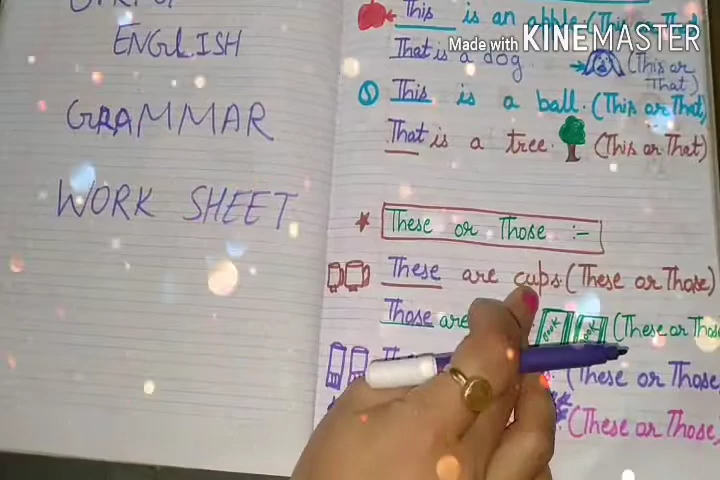 ENGLISH
GRAMMAR
WORK SHEET
This is an apple (This or That)
Made with KINEMASTER
That is a dog. (This or That)
This is a ball. (This or That)
That is a tree. (This or That)
These or Those :-
These are cups (These or Those)
Those are Book Book (These or Those
(These or Those
(These or Those,